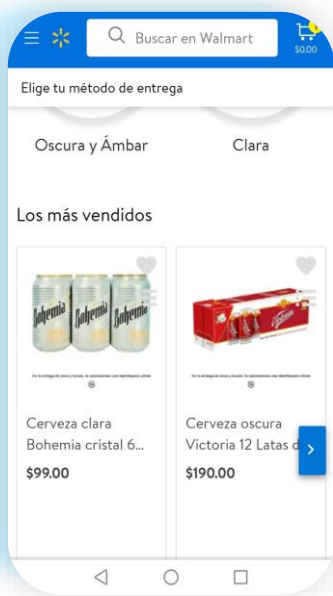 Buscar en Walmart
$0.00
Elige tu método de entrega
Oscura y Ámbar
Clara
Los más vendidos
Bohemia Bohemia Bohemia
Victoria
Cerveza clara
Bohemia cristal 6...
$99.00
Cerveza oscura
Victoria 12 Latas d
$190.00